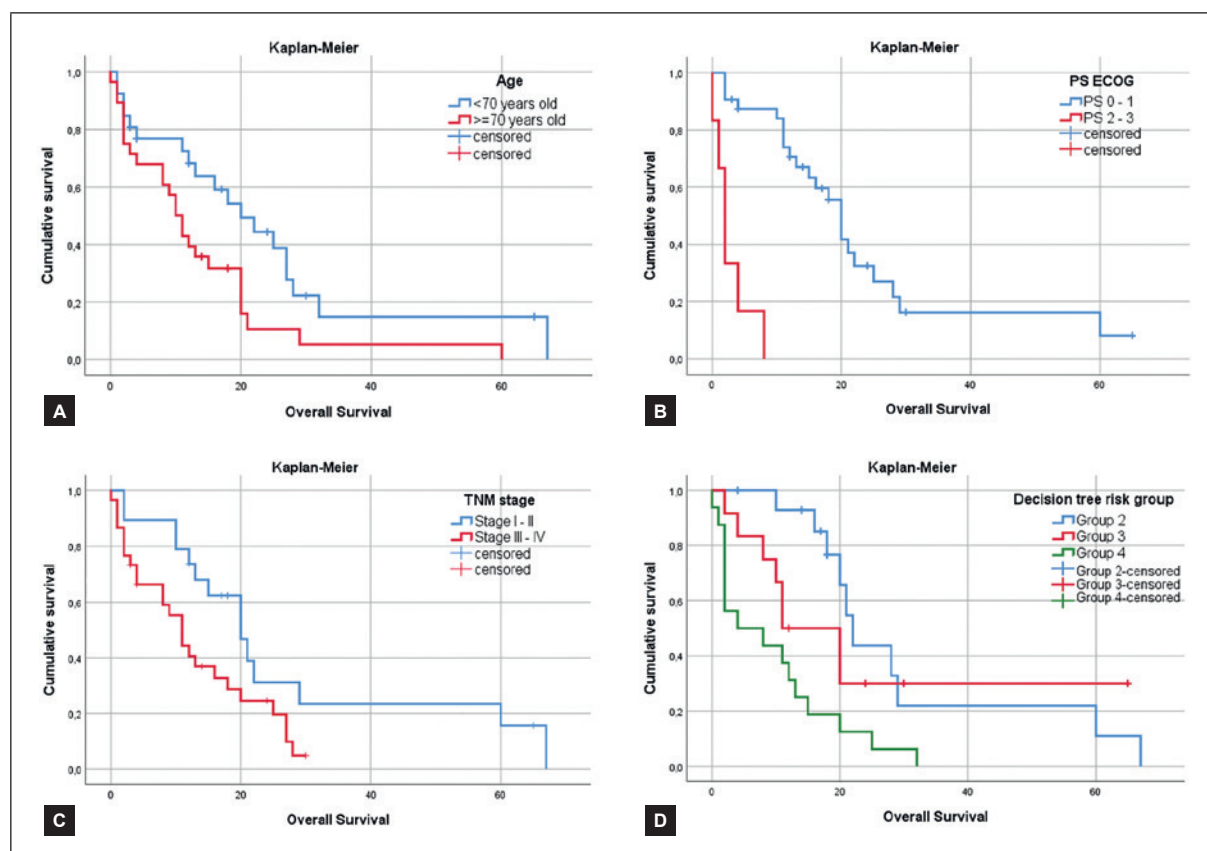 Kaplan-Meier
Age
<70 years old
>=70 years old
censored
censored
Cumulative survival
1,0
0,8
0,6
0,4
0,2
0,0
0
20
40
60
Overall Survival
A
Kaplan-Meier
PS ECOG
PS 0 - 1
PS 2 - 3
censored
censored
Cumulative survival
1,0
0,8
0,6
0,4
0,2
0,0
0
20
40
60
Overall Survival
B
Kaplan-Meier
TNM stage
Stage I - II
Stage III - IV
censored
censored
Cumulative survival
1,0
0,8
0,6
0,4
0,2
0,0
0
20
40
60
Overall Survival
C
Kaplan-Meier
Decision tree risk group
Group 2
Group 3
Group 4
Group 2-censored
Group 3-censored
Group 4-censored
Cumulative survival
1,0
0,8
0,6
0,4
0,2
0,0
0
20
40
60
Overall Survival
D